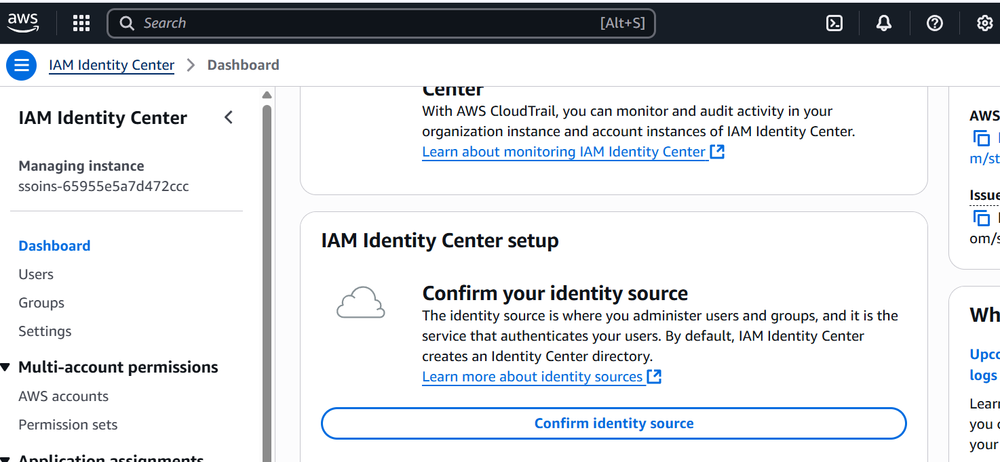 aws
Search
[Alt+S]
IAM Identity Center
Dashboard
IAM Identity Center
Managing instance
ssoins-65955e5a7d472ccc
Dashboard
Users
Groups
Settings
Multi-account permissions
AWS accounts
Permission sets
Application assignments
Center
With AWS CloudTrail, you can monitor and audit activity in your
organization instance and account instances of IAM Identity Center.
Learn about monitoring IAM Identity Center
IAM Identity Center setup
Confirm your identity source
The identity source is where you administer users and groups, and it is the
service that authenticates your users. By default, IAM Identity Center
creates an Identity Center directory.
Learn more about identity sources
Confirm identity source
AWS
m/st
Issue
om/s
Wh
Upco
logs
Learn
you
your